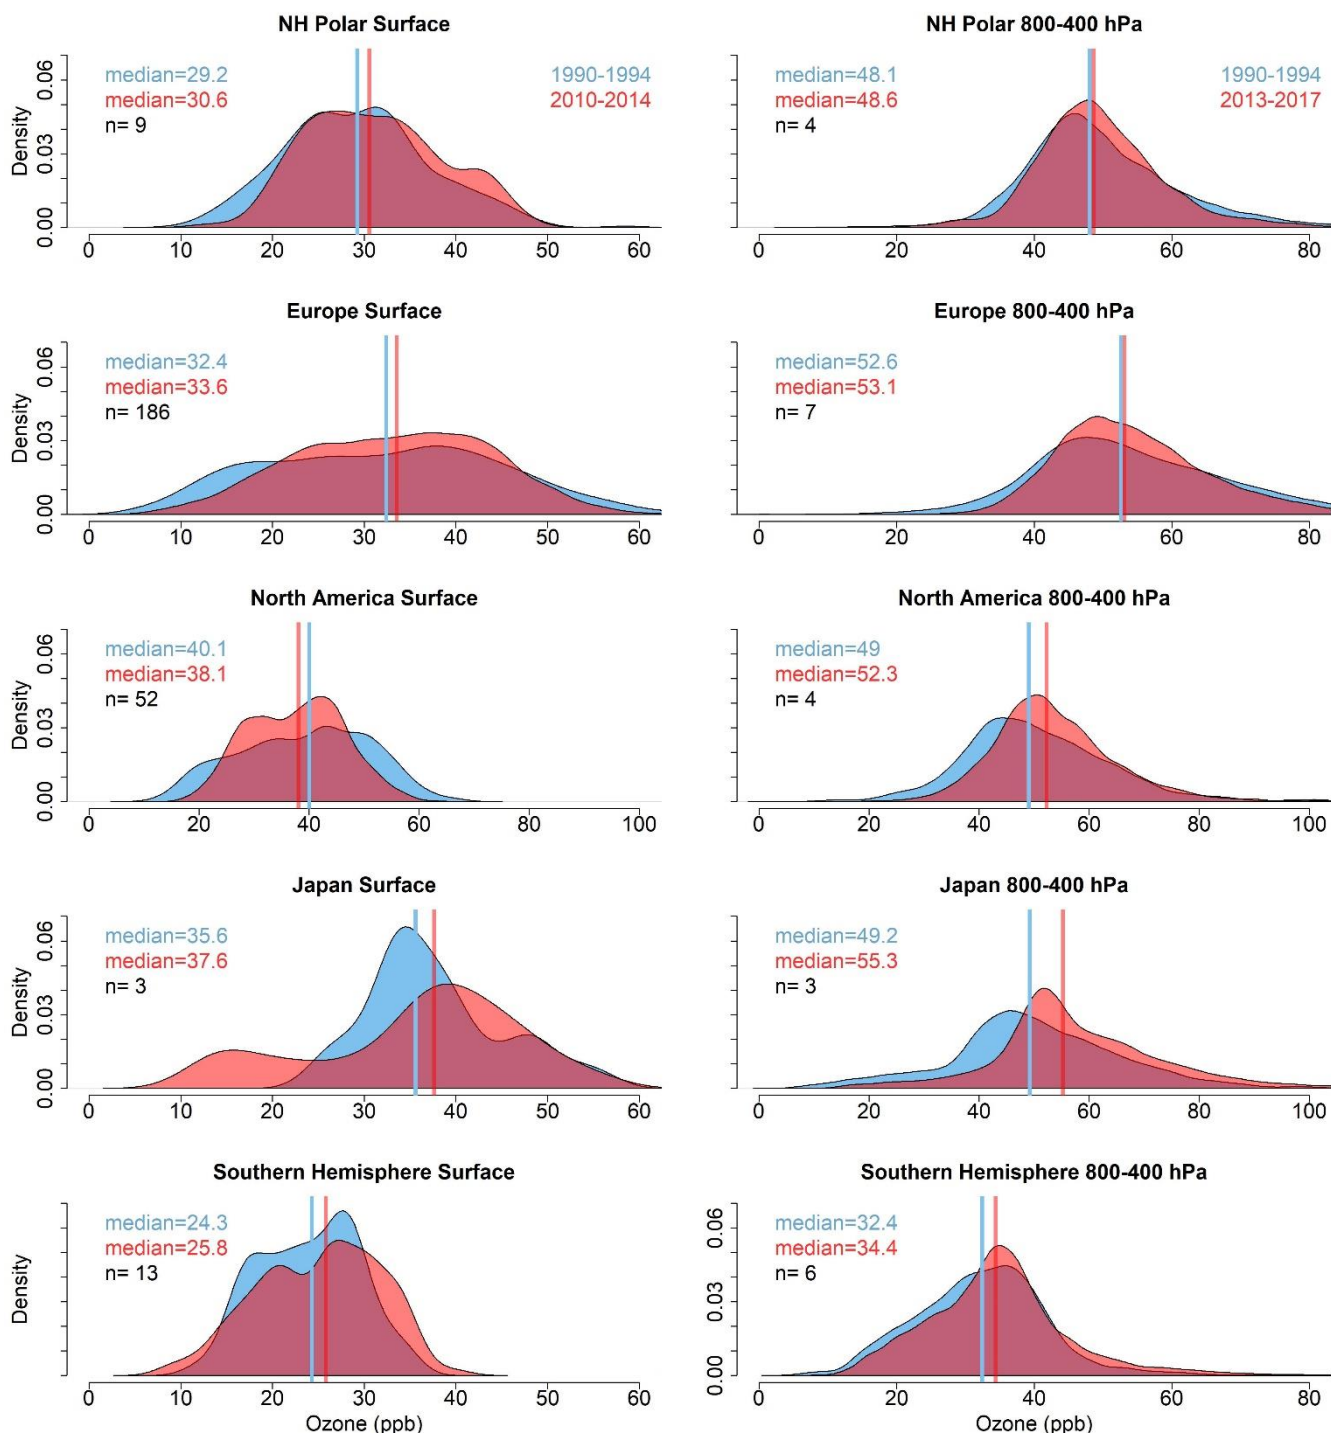 NH Polar Surface
median=29.2
1990-1994
median=30.6
2010-2014
n= 9
Density
0.00
0.03
0.06
0 10 20 30 40 50 60
NH Polar 800-400 hPa
median=48.1
1990-1994
median=48.6
2013-2017
n= 4
0 20 40 60 80
Europe Surface
median=32.4
median=33.6
n= 186
Density
0.00
0.03
0.06
0 10 20 30 40 50 60
Europe 800-400 hPa
median=52.6
median=53.1
n= 7
0 20 40 60 80
North America Surface
median=40.1
median=38.1
n= 52
Density
0.00
0.03
0.06
0 20 40 60 80 100
North America 800-400 hPa
median=49
median=52.3
n= 4
0 20 40 60 80 100
Japan Surface
median=35.6
median=37.6
n= 3
Density
0.00
0.03
0.06
0 10 20 30 40 50 60
Japan 800-400 hPa
median=49.2
median=55.3
n= 3
0 20 40 60 80 100
Southern Hemisphere Surface
median=24.3
median=25.8
n= 13
Density
0 10 20 30 40 50 60
Ozone (ppb)
Southern Hemisphere 800-400 hPa
median=32.4
median=34.4
n= 6
0.00
0.03
0.06
0 20 40 60 80
Ozone (ppb)